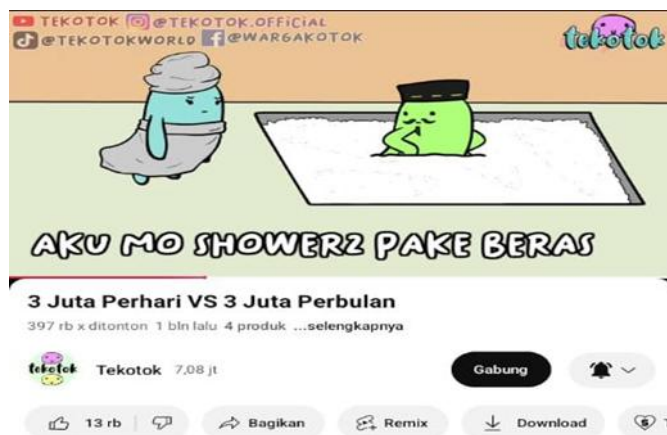 TEKOTOK @TEKOTOK.OFFICIAL
@TEKOTOKWORLD @WARGAKOTOK
tekotok
AKU MO SHOWER2 PAKE BERAS
3 Juta Perhari VS 3 Juta Perbulan
397 rb x ditonton 1 bln lalu 4 produk ...selengkapnya
tekotok
Tekotok 7,08 jt
Gabung
13 rb
Bagikan
Remix
Download